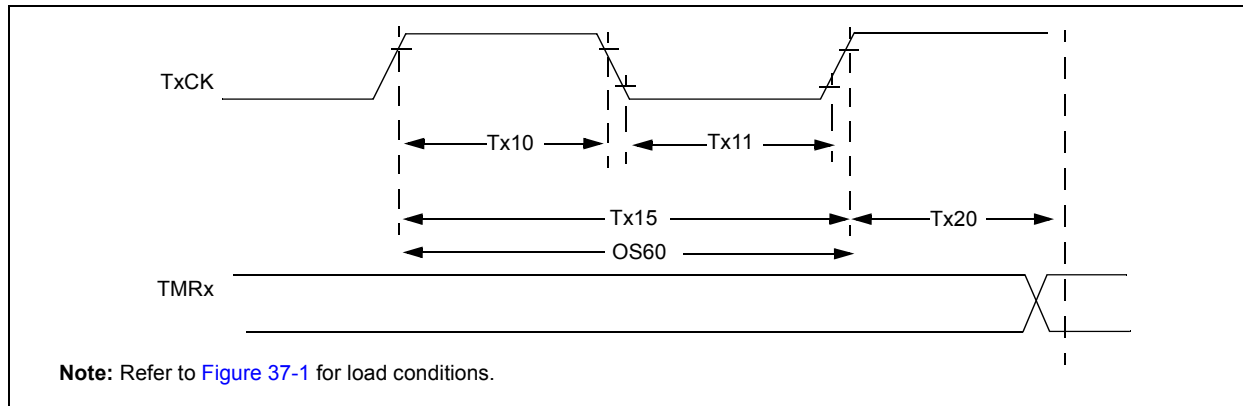 TxCK
Tx10
Tx11
Tx15
Tx20
OS60
TMRx
Note: Refer to Figure 37-1 for load conditions.